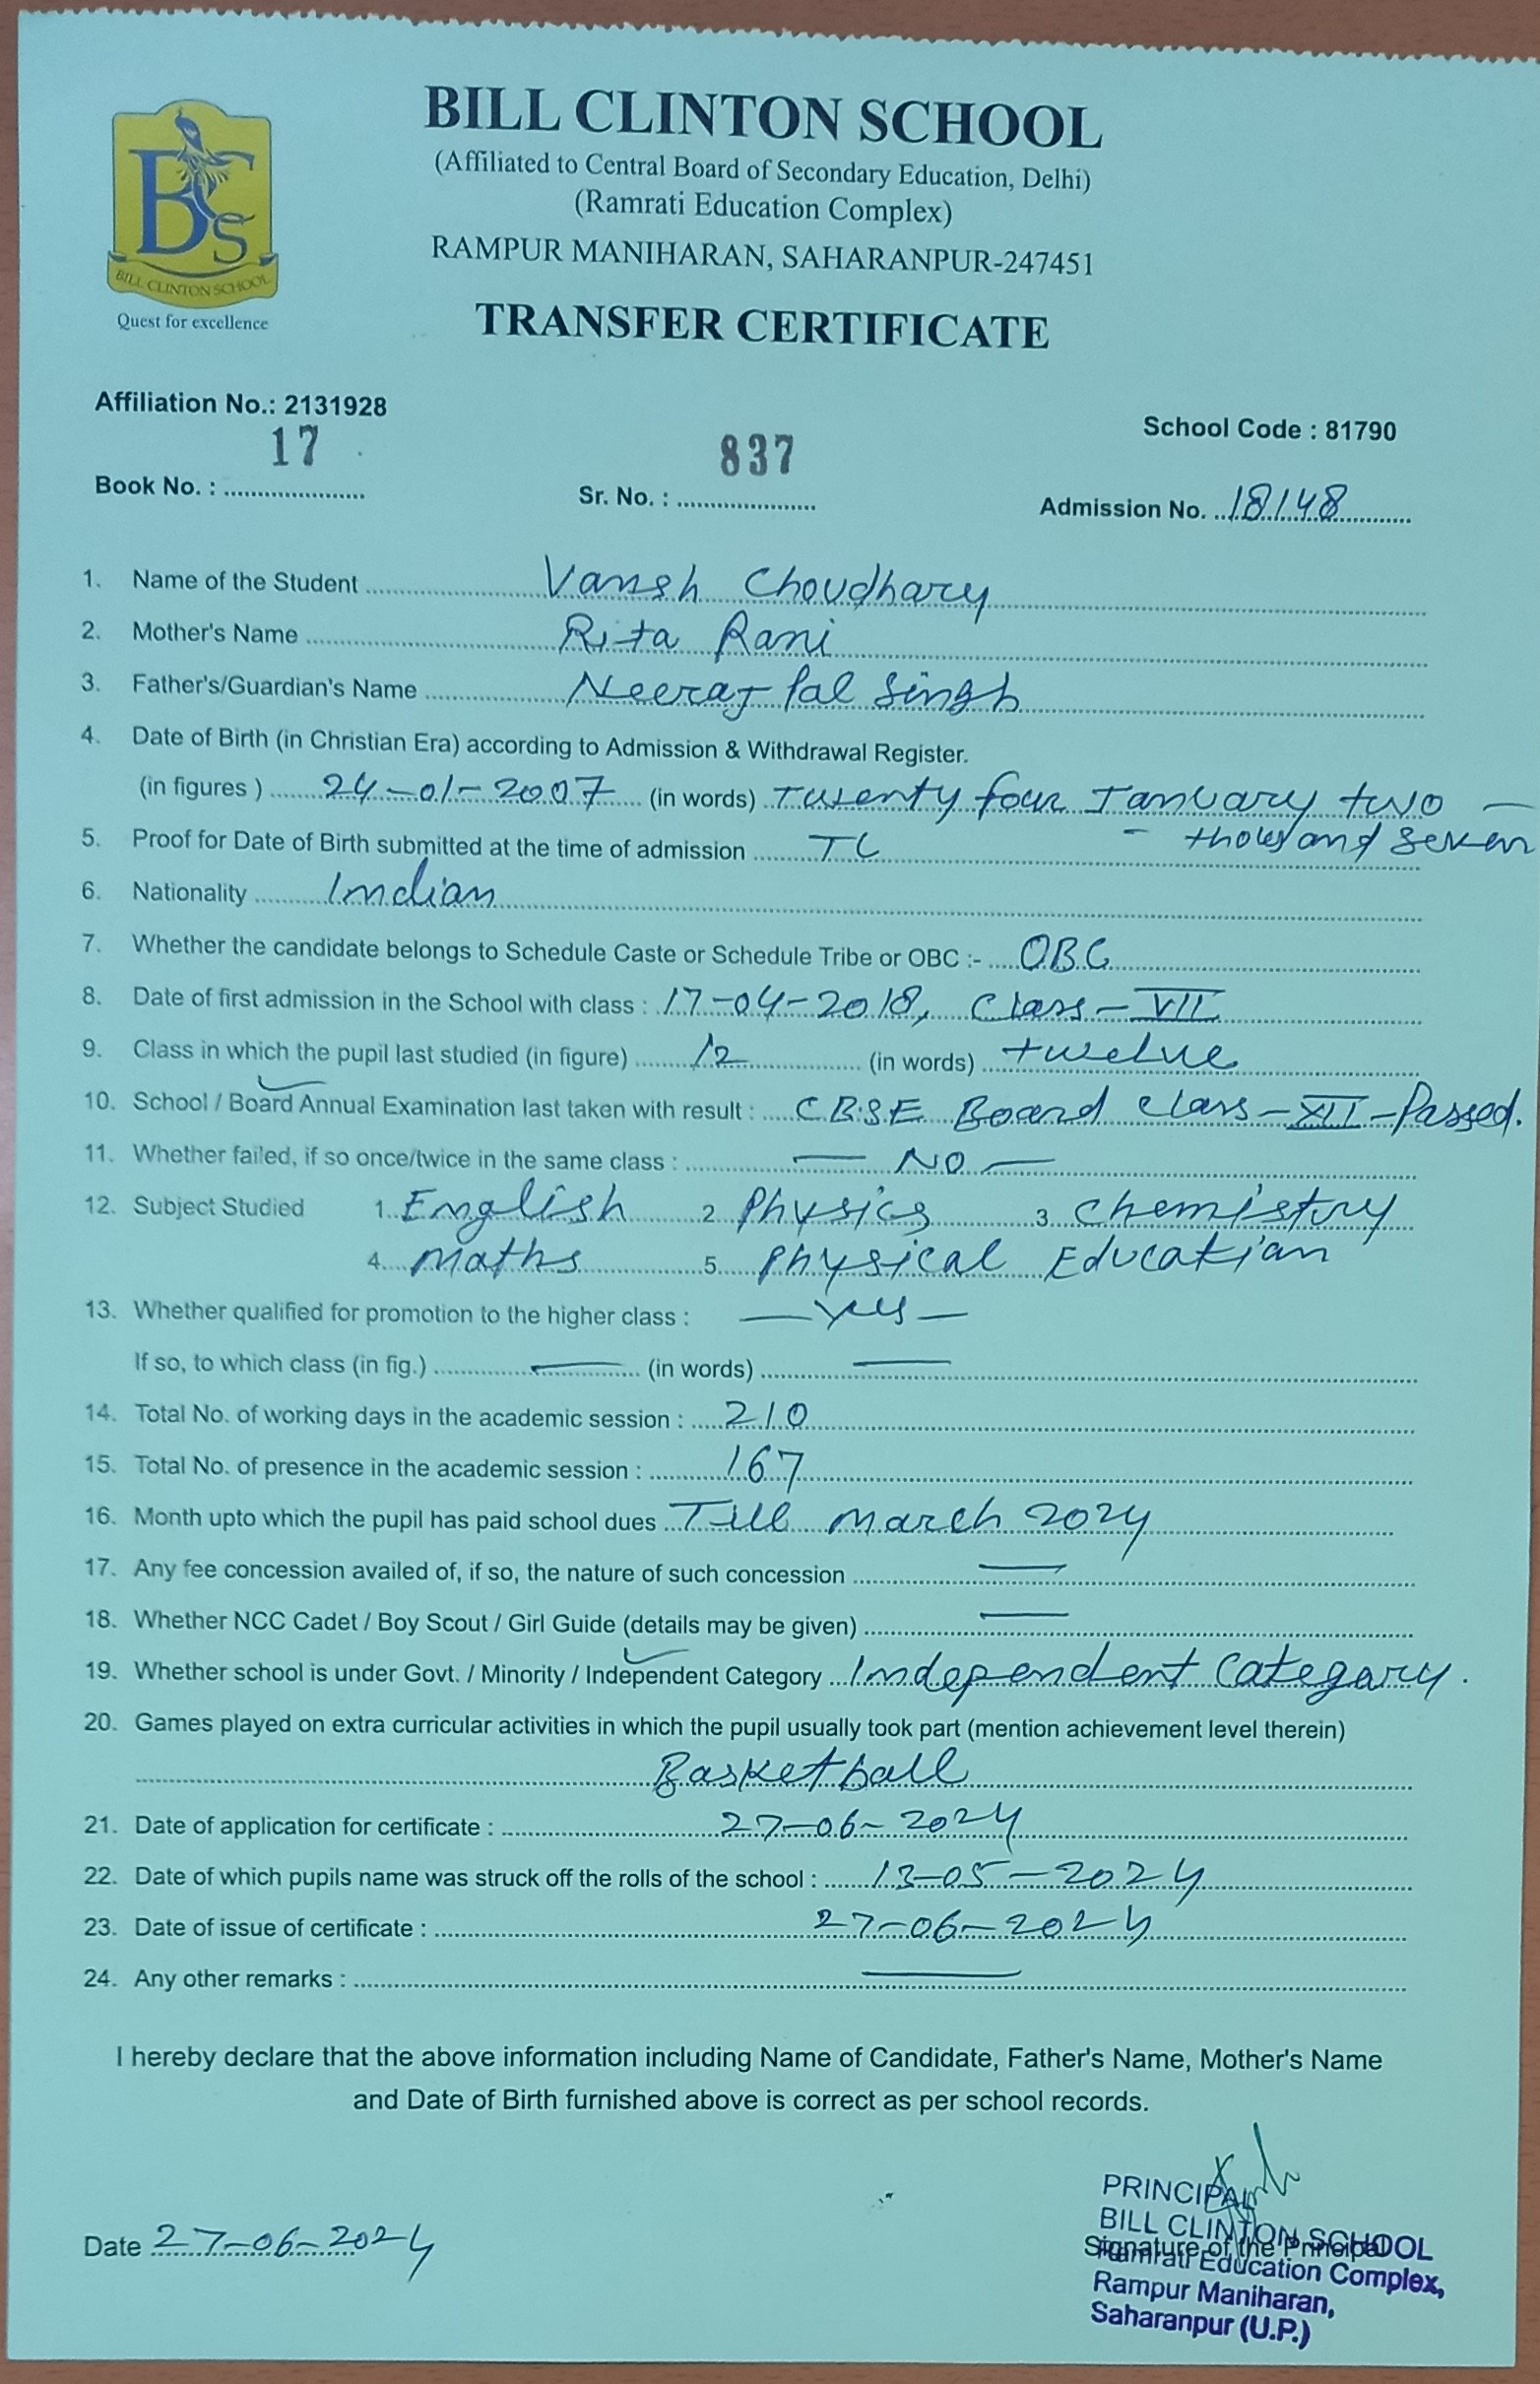 BILL CLINTON SCHOOL
(Affiliated to Central Board of Secondary Education, Delhi)
(Ramrati Education Complex)
RAMPUR MANIHARAN, SAHARANPUR-247451
BCS
BILL CLINTON SCHOOL
Quest for excellence
TRANSFER CERTIFICATE
Affiliation No.: 2131928
School Code : 81790
Book No. : 17 Sr. No. : 837 Admission No. 18148
1. Name of the Student Vansh Choudhary
2. Mother's Name Rita Rani
3. Father's/Guardian's Name Neeraj Pal Singh
4. Date of Birth (in Christian Era) according to Admission & Withdrawal Register.
(in figures ) 24-01-2007 (in words) Twenty four January two -
- thousand seven
5. Proof for Date of Birth submitted at the time of admission TC
6. Nationality Indian
7. Whether the candidate belongs to Schedule Caste or Schedule Tribe or OBC :- OBC
8. Date of first admission in the School with class : 17-04-2018, Class-VII
9. Class in which the pupil last studied (in figure) 12 (in words) twelve
10. School / Board Annual Examination last taken with result : C.B.S.E Board class-XII-Passed.
11. Whether failed, if so once/twice in the same class : — NO —
12. Subject Studied 1. English 2. Physics 3. Chemistry
4. Maths 5. Physical Education
13. Whether qualified for promotion to the higher class : — yes —
If so, to which class (in fig.) — (in words) —
14. Total No. of working days in the academic session : 210
15. Total No. of presence in the academic session : 167
16. Month upto which the pupil has paid school dues Till March 2024
17. Any fee concession availed of, if so, the nature of such concession —
18. Whether NCC Cadet / Boy Scout / Girl Guide (details may be given) —
19. Whether school is under Govt. / Minority / Independent Category Independent Category.
20. Games played on extra curricular activities in which the pupil usually took part (mention achievement level therein)
Basketball
21. Date of application for certificate : 27-06-2024
22. Date of which pupils name was struck off the rolls of the school : 13-05-2024
23. Date of issue of certificate : 27-06-2024
24. Any other remarks : —
I hereby declare that the above information including Name of Candidate, Father's Name, Mother's Name
and Date of Birth furnished above is correct as per school records.
Date 27-06-2024
PRINCIPAL
BILL CLINTON SCHOOL
Signature of the Principal
Ramrati Education Complex,
Rampur Maniharan,
Saharanpur (U.P.)